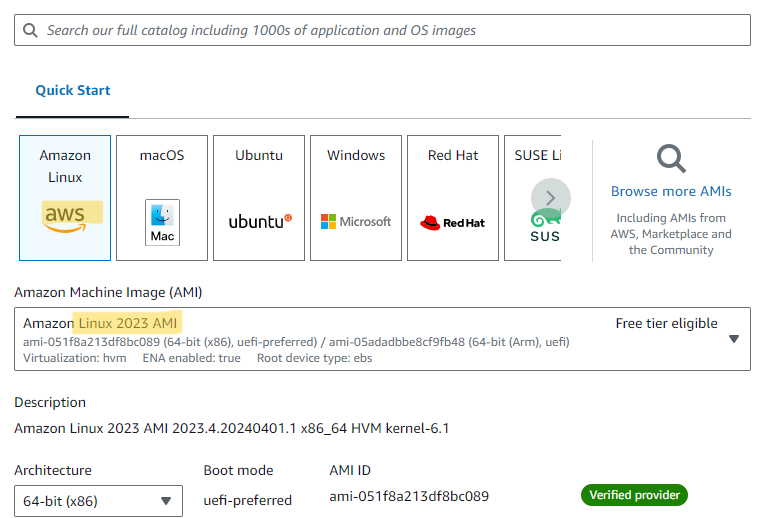 Search our full catalog including 1000s of application and OS images
Quick Start
Amazon
Linux
aws
macOS
Mac
Ubuntu
ubuntu
Windows
Microsoft
Red Hat
Red Hat
SUSE Li
SUS
Browse more AMIs
Including AMIs from
AWS, Marketplace and
the Community
Amazon Machine Image (AMI)
Amazon Linux 2023 AMI
Free tier eligible
ami-051f8a213df8bc089 (64-bit (x86), uefi-preferred) / ami-05adadbbe8cf9fb48 (64-bit (Arm), uefi)
Virtualization: hvm ENA enabled: true Root device type: ebs
Description
Amazon Linux 2023 AMI 2023.4.20240401.1 x86_64 HVM kernel-6.1
Architecture
Boot mode
AMI ID
64-bit (x86)
uefi-preferred
ami-051f8a213df8bc089
Verified provider